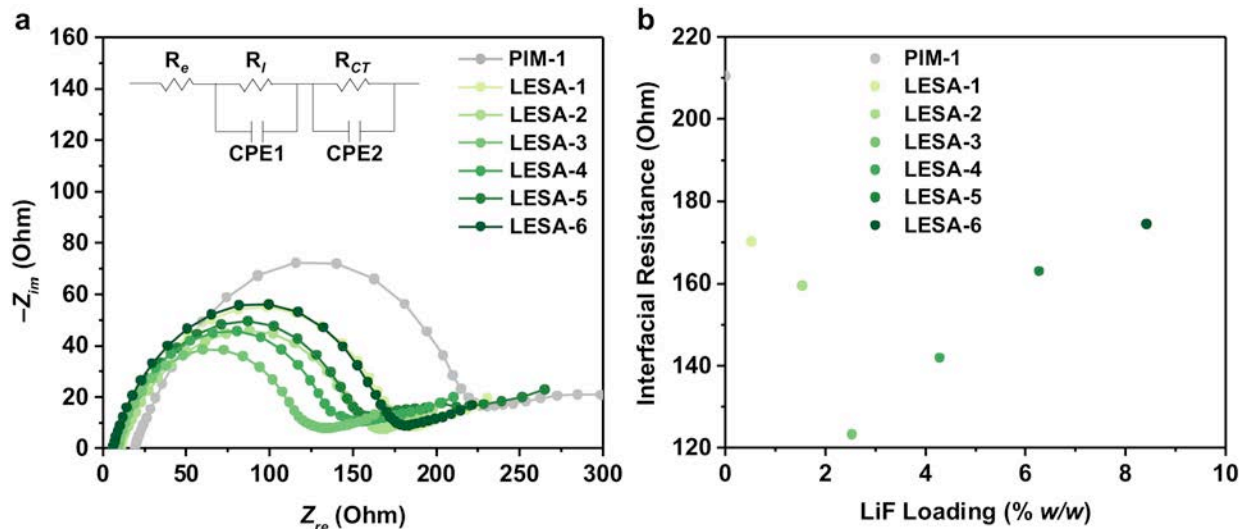 a
160
140
120
100
80
60
40
20
0
−Z_im (Ohm)
R_e
R_I
R_CT
CPE1
CPE2
PIM-1
LESA-1
LESA-2
LESA-3
LESA-4
LESA-5
LESA-6
0 50 100 150 200 250 300
Z_re (Ohm)
b
220
200
180
160
140
120
Interfacial Resistance (Ohm)
PIM-1
LESA-1
LESA-2
LESA-3
LESA-4
LESA-5
LESA-6
0 2 4 6 8 10
LiF Loading (% w/w)